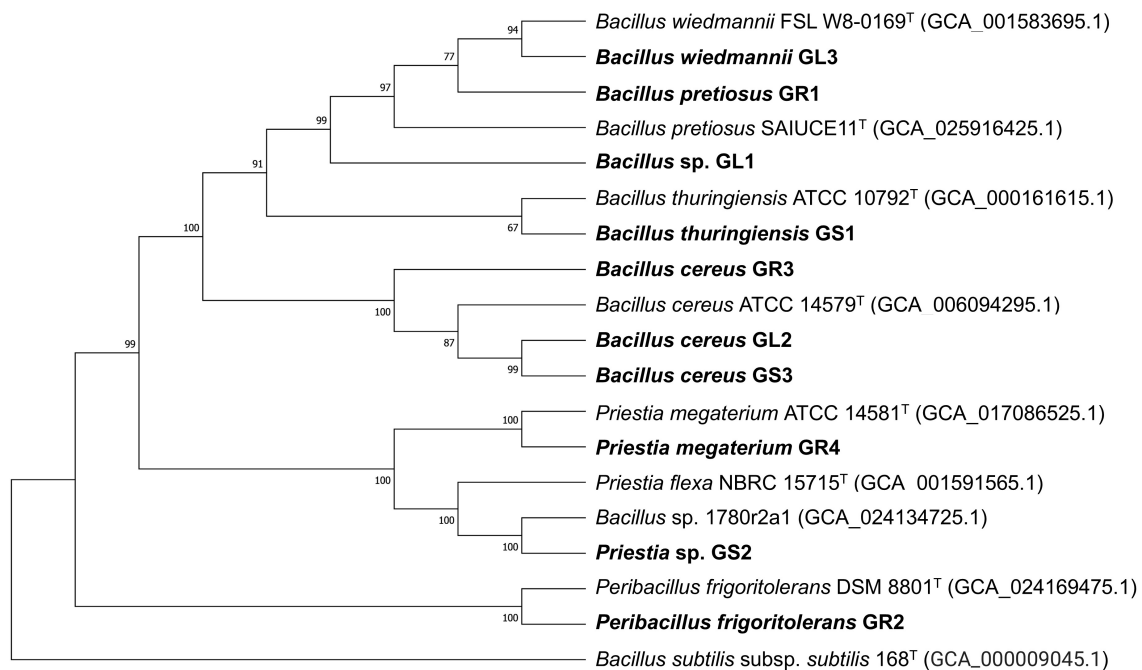 94
Bacillus wiedmannii FSL W8-0169ᵀ (GCA_001583695.1)
77
Bacillus wiedmannii GL3
97
Bacillus pretiosus GR1
99
Bacillus pretiosus SAIUCE11ᵀ (GCA_025916425.1)
91
Bacillus sp. GL1
100
Bacillus thuringiensis ATCC 10792ᵀ (GCA_000161615.1)
67
Bacillus thuringiensis GS1
Bacillus cereus GR3
100
Bacillus cereus ATCC 14579ᵀ (GCA 006094295.1)
87
Bacillus cereus GL2
99
99
Bacillus cereus GS3
100
Priestia megaterium ATCC 14581ᵀ (GCA_017086525.1)
Priestia megaterium GR4
100
Priestia flexa NBRC 15715ᵀ (GCA 001591565.1)
100
Bacillus sp. 1780r2a1 (GCA_024134725.1)
100
Priestia sp. GS2
Peribacillus frigoritolerans DSM 8801ᵀ (GCA_024169475.1)
100
Peribacillus frigoritolerans GR2
Bacillus subtilis subsp. subtilis 168ᵀ (GCA_000009045.1)